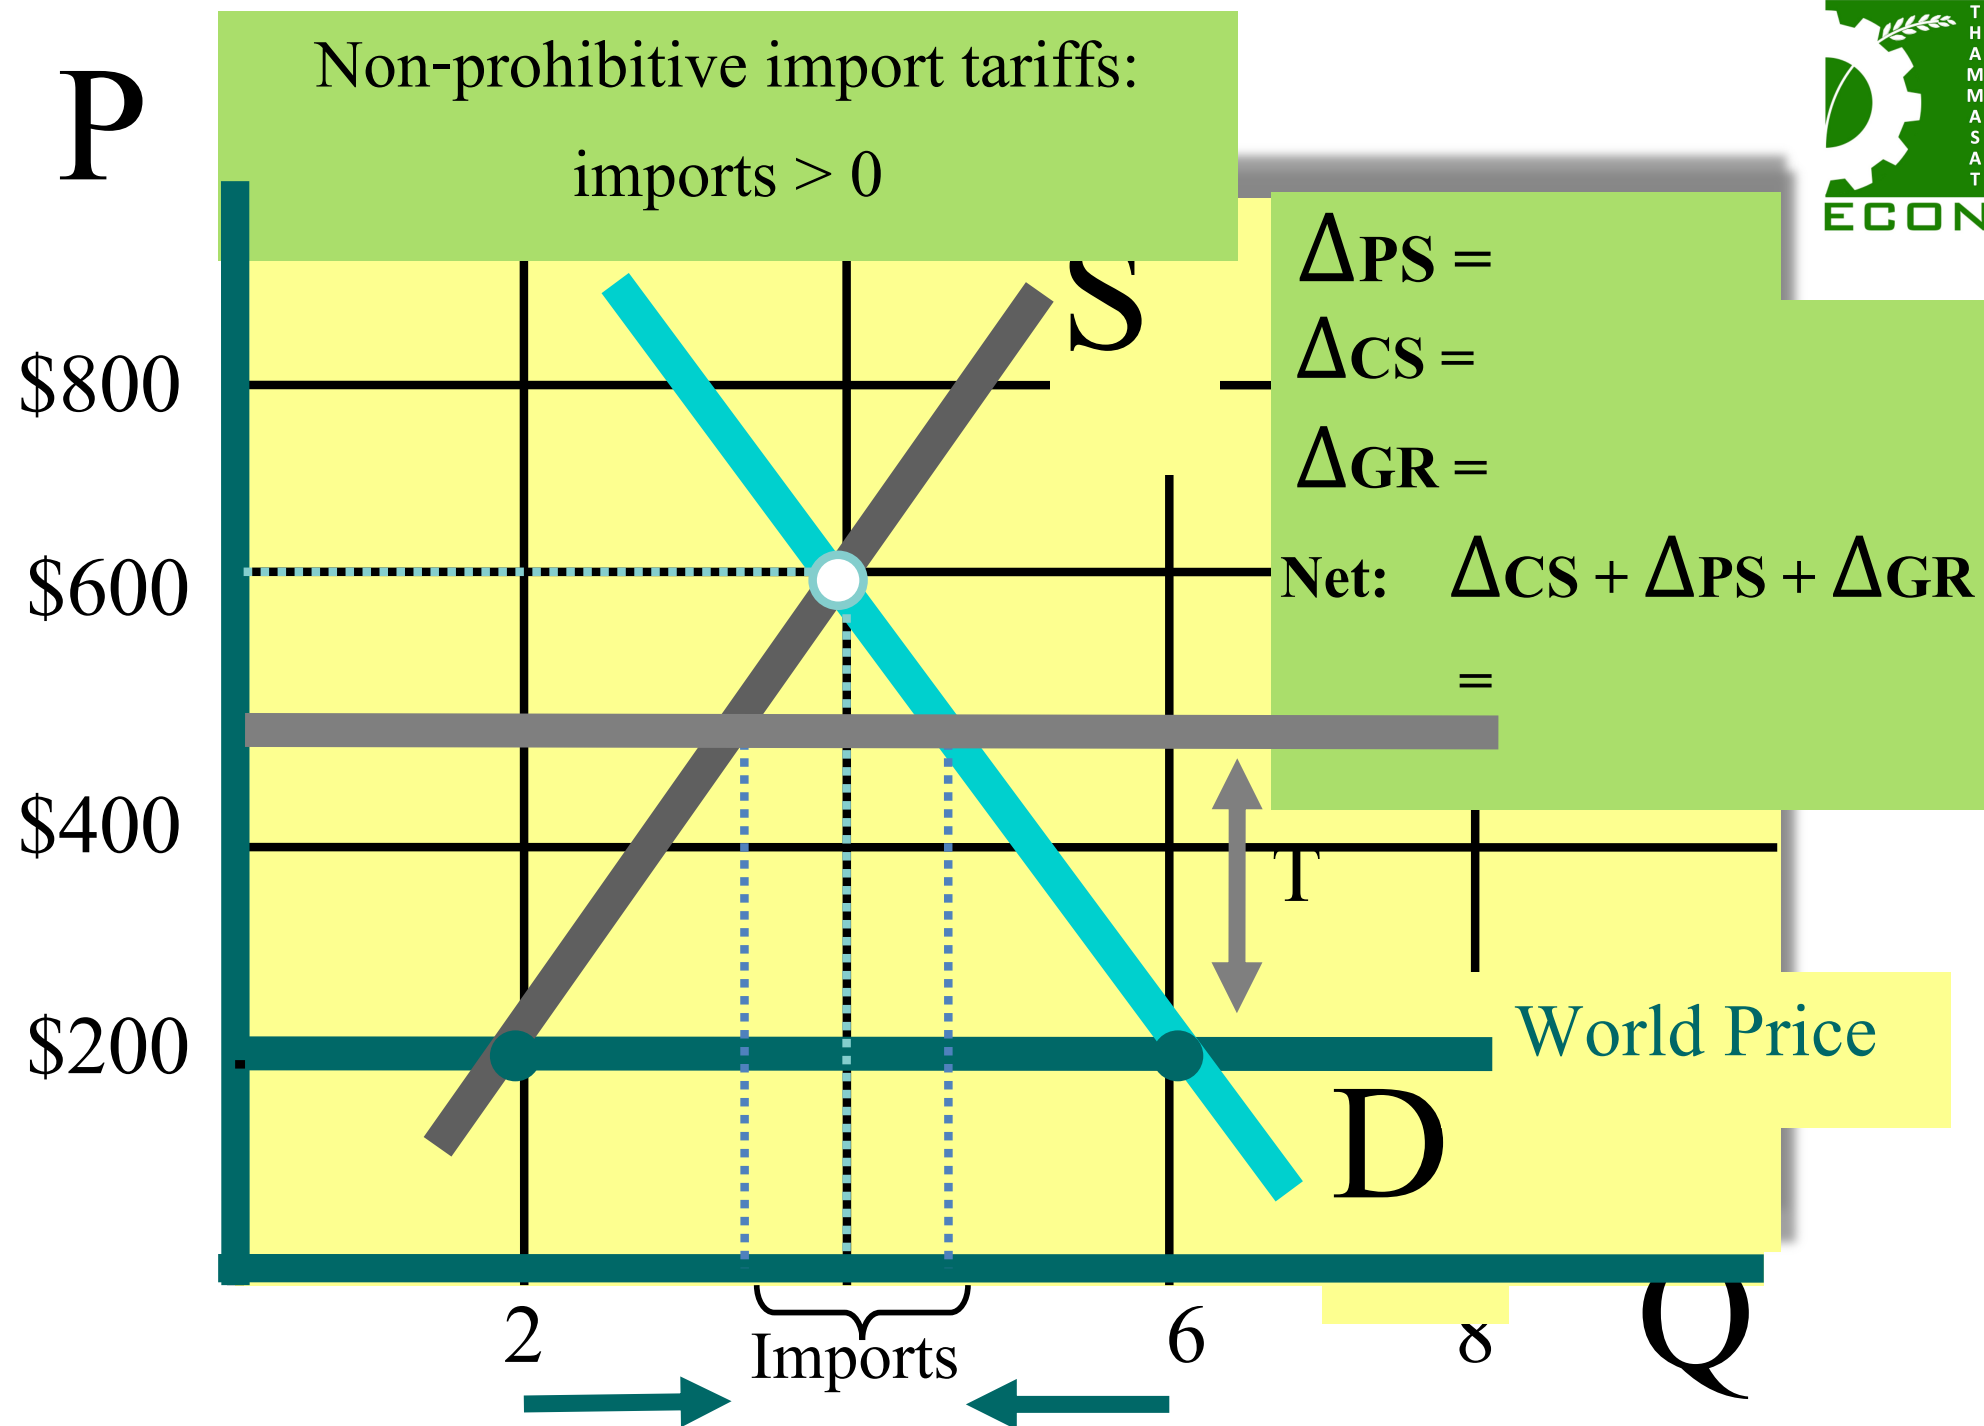 Non-prohibitive import tariffs:
imports > 0
P
THAMMASAT
ECON
S
ΔPS =
ΔCS =
ΔGR =
Net: ΔCS + ΔPS + ΔGR
=
$800
$600
$400
$200
T
World Price
D
2
Imports
6
8
Q